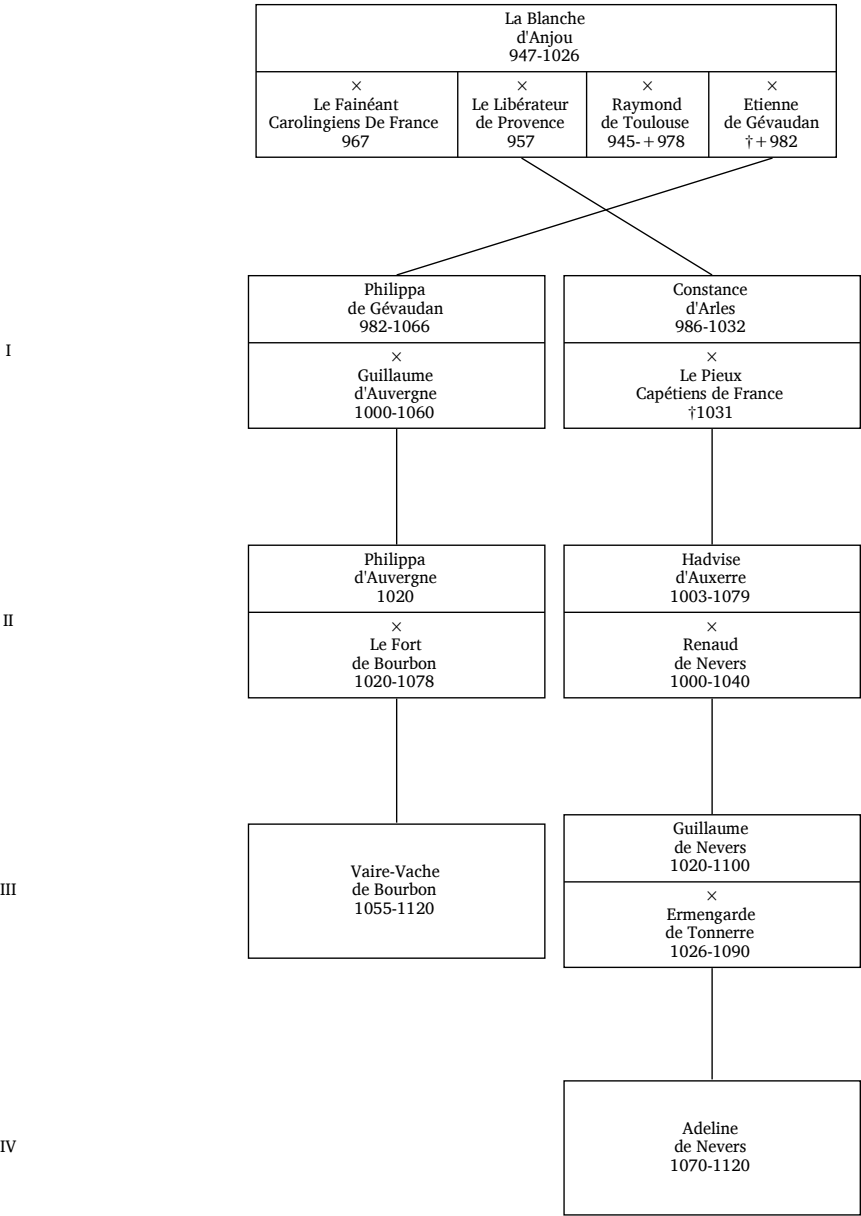 La Blanche
d'Anjou
947-1026
×
Le Fainéant
Carolingiens De France
967
×
Le Libérateur
de Provence
957
×
Raymond
de Toulouse
945-+978
×
Etienne
de Gévaudan
†+982
I
Philippa
de Gévaudan
982-1066
×
Guillaume
d'Auvergne
1000-1060
Constance
d'Arles
986-1032
×
Le Pieux
Capétiens de France
†1031
II
Philippa
d'Auvergne
1020
×
Le Fort
de Bourbon
1020-1078
Hadvise
d'Auxerre
1003-1079
×
Renaud
de Nevers
1000-1040
III
Vaire-Vache
de Bourbon
1055-1120
Guillaume
de Nevers
1020-1100
×
Ermengarde
de Tonnerre
1026-1090
IV
Adeline
de Nevers
1070-1120